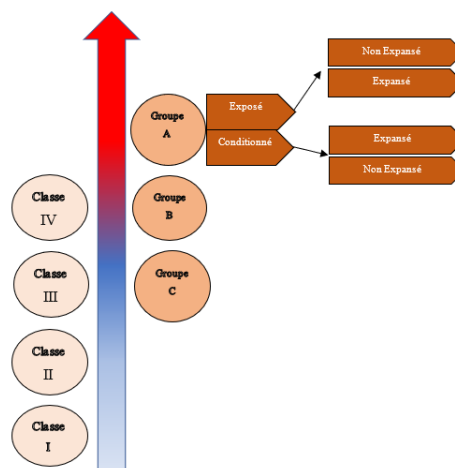 Non Expansé
Expansé
Groupe
A
Exposé
Conditionné
Expansé
Non Expansé
Classe
IV
Groupe
B
Classe
III
Groupe
C
Classe
II
Classe
I